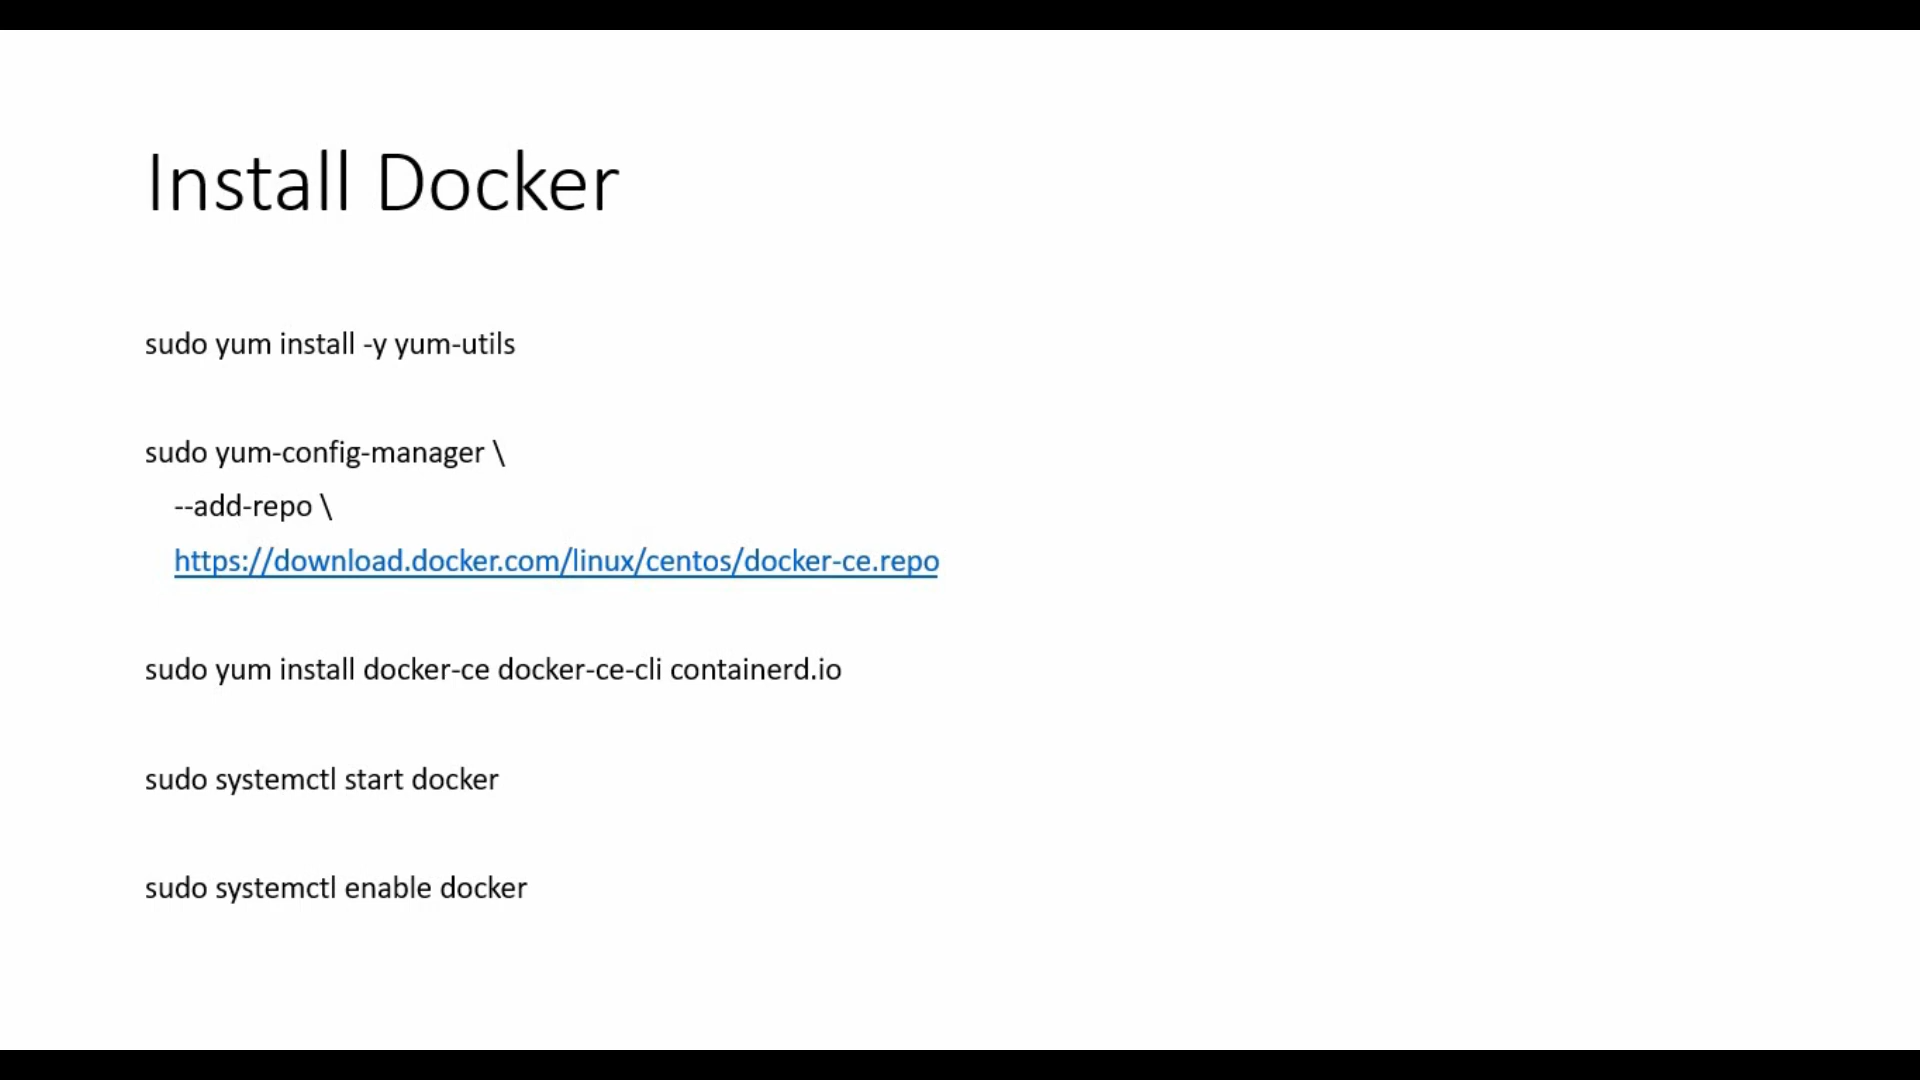 Install Docker
sudo yum install -y yum-utils
sudo yum-config-manager \
--add-repo \
https://download.docker.com/linux/centos/docker-ce.repo
sudo yum install docker-ce docker-ce-cli containerd.io
sudo systemctl start docker
sudo systemctl enable docker